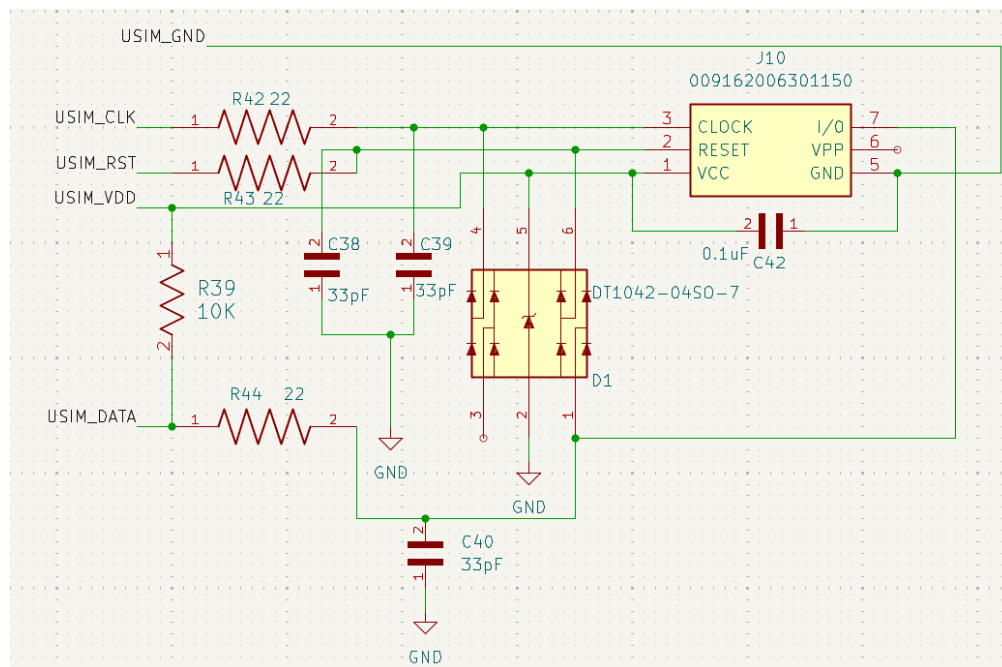 USIM_GND
J10
009162006301150
R42 22
USIM_CLK
1
2
3
CLOCK
I/O
7
2
RESET
VPP
6
USIM_RST
1
2
1
VCC
GND
5
USIM_VDD
R43 22
4
5
6
2
1
0.1uF
C42
1
2
C38
2
C39
R39
10K
1
33pF
1
33pF
DT1042-04SO-7
2
D1
R44 22
USIM_DATA
1
2
3
2
1
GND
GND
2
C40
33pF
1
GND